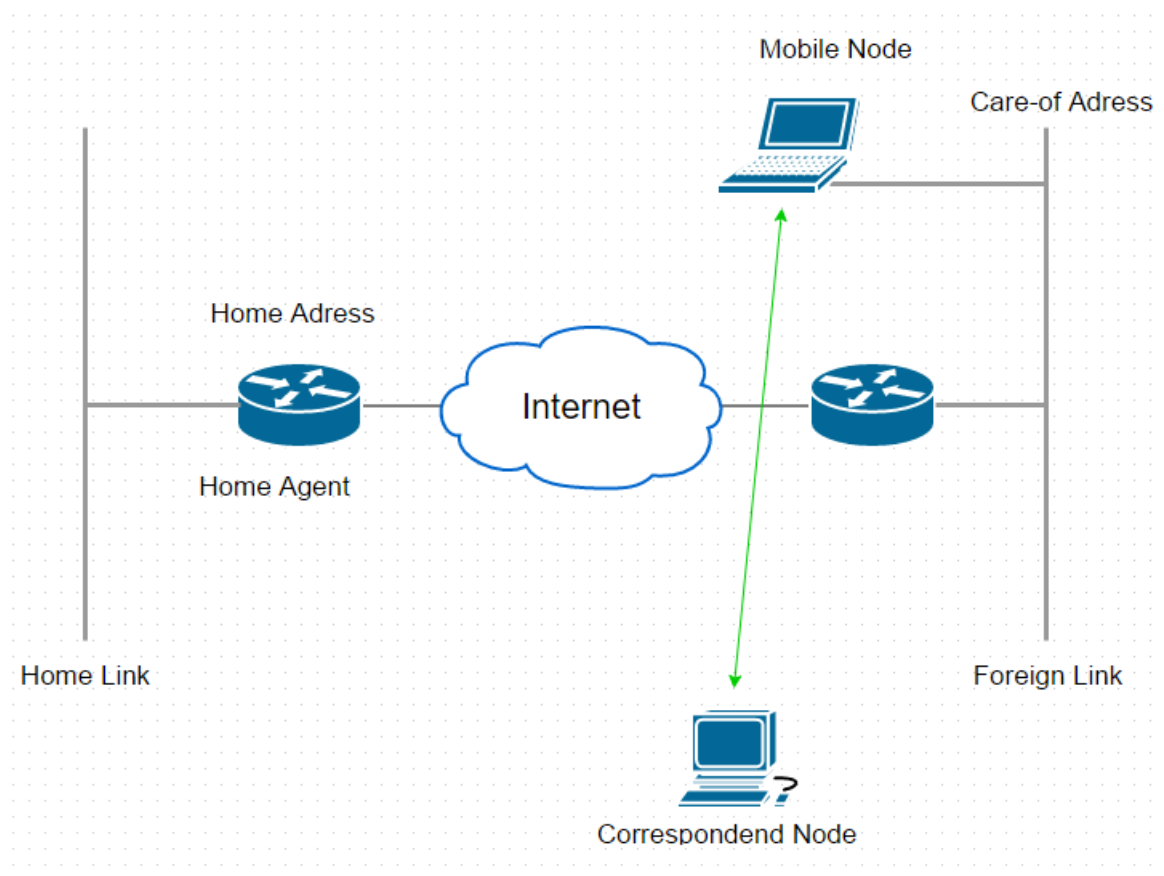 Mobile Node
Care-of Adress
Home Adress
Internet
Home Agent
Home Link
Foreign Link
Correspondend Node